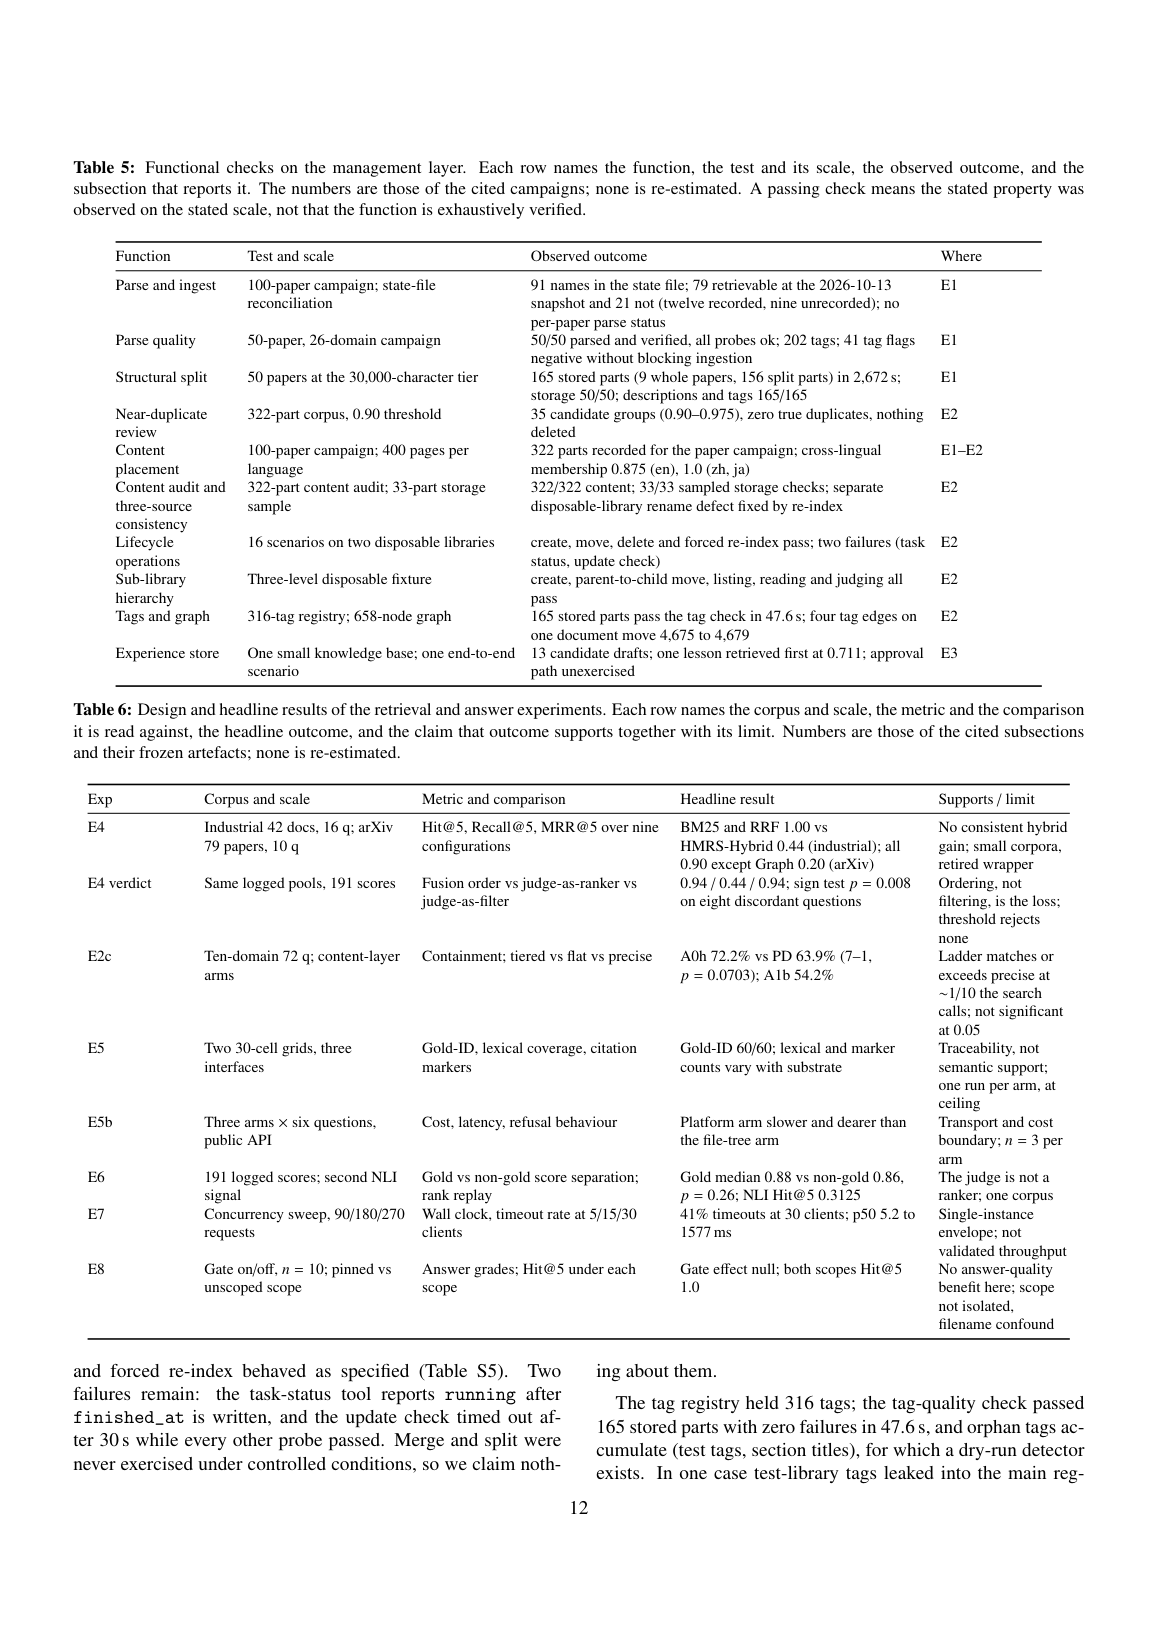 Table 5: Functional checks on the management layer. Each row names the function, the test and its scale, the observed outcome, and the
subsection that reports it. The numbers are those of the cited campaigns; none is re-estimated. A passing check means the stated property was
observed on the stated scale, not that the function is exhaustively verified.
Function Test and scale Observed outcome Where
Parse and ingest 100-paper campaign; state-file 91 names in the state file; 79 retrievable at the 2026-10-13 E1
reconciliation snapshot and 21 not (twelve recorded, nine unrecorded); no
per-paper parse status
Parse quality 50-paper, 26-domain campaign 50/50 parsed and verified, all probes ok; 202 tags; 41 tag flags E1
negative without blocking ingestion
Structural split 50 papers at the 30,000-character tier 165 stored parts (9 whole papers, 156 split parts) in 2,672 s; E1
storage 50/50; descriptions and tags 165/165
Near-duplicate 322-part corpus, 0.90 threshold 35 candidate groups (0.90–0.975), zero true duplicates, nothing E2
review deleted
Content 100-paper campaign; 400 pages per 322 parts recorded for the paper campaign; cross-lingual E1–E2
placement language membership 0.875 (en), 1.0 (zh, ja)
Content audit and 322-part content audit; 33-part storage 322/322 content; 33/33 sampled storage checks; separate E2
three-source sample disposable-library rename defect fixed by re-index
consistency
Lifecycle 16 scenarios on two disposable libraries create, move, delete and forced re-index pass; two failures (task E2
operations status, update check)
Sub-library Three-level disposable fixture create, parent-to-child move, listing, reading and judging all E2
hierarchy pass
Tags and graph 316-tag registry; 658-node graph 165 stored parts pass the tag check in 47.6 s; four tag edges on E2
one document move 4,675 to 4,679
Experience store One small knowledge base; one end-to-end 13 candidate drafts; one lesson retrieved first at 0.711; approval E3
scenario path unexercised
Table 6: Design and headline results of the retrieval and answer experiments. Each row names the corpus and scale, the metric and the comparison
it is read against, the headline outcome, and the claim that outcome supports together with its limit. Numbers are those of the cited subsections
and their frozen artefacts; none is re-estimated.
Exp Corpus and scale Metric and comparison Headline result Supports / limit
E4 Industrial 42 docs, 16 q; arXiv Hit@5, Recall@5, MRR@5 over nine BM25 and RRF 1.00 vs No consistent hybrid
79 papers, 10 q configurations HMRS-Hybrid 0.44 (industrial); all gain; small corpora,
0.90 except Graph 0.20 (arXiv) retired wrapper
E4 verdict Same logged pools, 191 scores Fusion order vs judge-as-ranker vs 0.94 / 0.44 / 0.94; sign test p = 0.008 Ordering, not
judge-as-filter on eight discordant questions filtering, is the loss;
threshold rejects
none
E2c Ten-domain 72 q; content-layer Containment; tiered vs flat vs precise A0h 72.2% vs PD 63.9% (7–1, Ladder matches or
arms p = 0.0703); A1b 54.2% exceeds precise at
~1/10 the search
calls; not significant
at 0.05
E5 Two 30-cell grids, three Gold-ID, lexical coverage, citation Gold-ID 60/60; lexical and marker Traceability, not
interfaces markers counts vary with substrate semantic support;
one run per arm, at
ceiling
E5b Three arms × six questions, Cost, latency, refusal behaviour Platform arm slower and dearer than Transport and cost
public API the file-tree arm boundary; n = 3 per
arm
E6 191 logged scores; second NLI Gold vs non-gold score separation; Gold median 0.88 vs non-gold 0.86, The judge is not a
signal rank replay p = 0.26; NLI Hit@5 0.3125 ranker; one corpus
E7 Concurrency sweep, 90/180/270 Wall clock, timeout rate at 5/15/30 41% timeouts at 30 clients; p50 5.2 to Single-instance
requests clients 1577 ms envelope; not
validated throughput
E8 Gate on/off, n = 10; pinned vs Answer grades; Hit@5 under each Gate effect null; both scopes Hit@5 No answer-quality
unscoped scope scope 1.0 benefit here; scope
not isolated,
filename confound
and forced re-index behaved as specified (Table S5). Two
failures remain: the task-status tool reports running after
finished_at is written, and the update check timed out af-
ter 30 s while every other probe passed. Merge and split were
never exercised under controlled conditions, so we claim noth-
ing about them.
The tag registry held 316 tags; the tag-quality check passed
165 stored parts with zero failures in 47.6 s, and orphan tags ac-
cumulate (test tags, section titles), for which a dry-run detector
exists. In one case test-library tags leaked into the main reg-
12